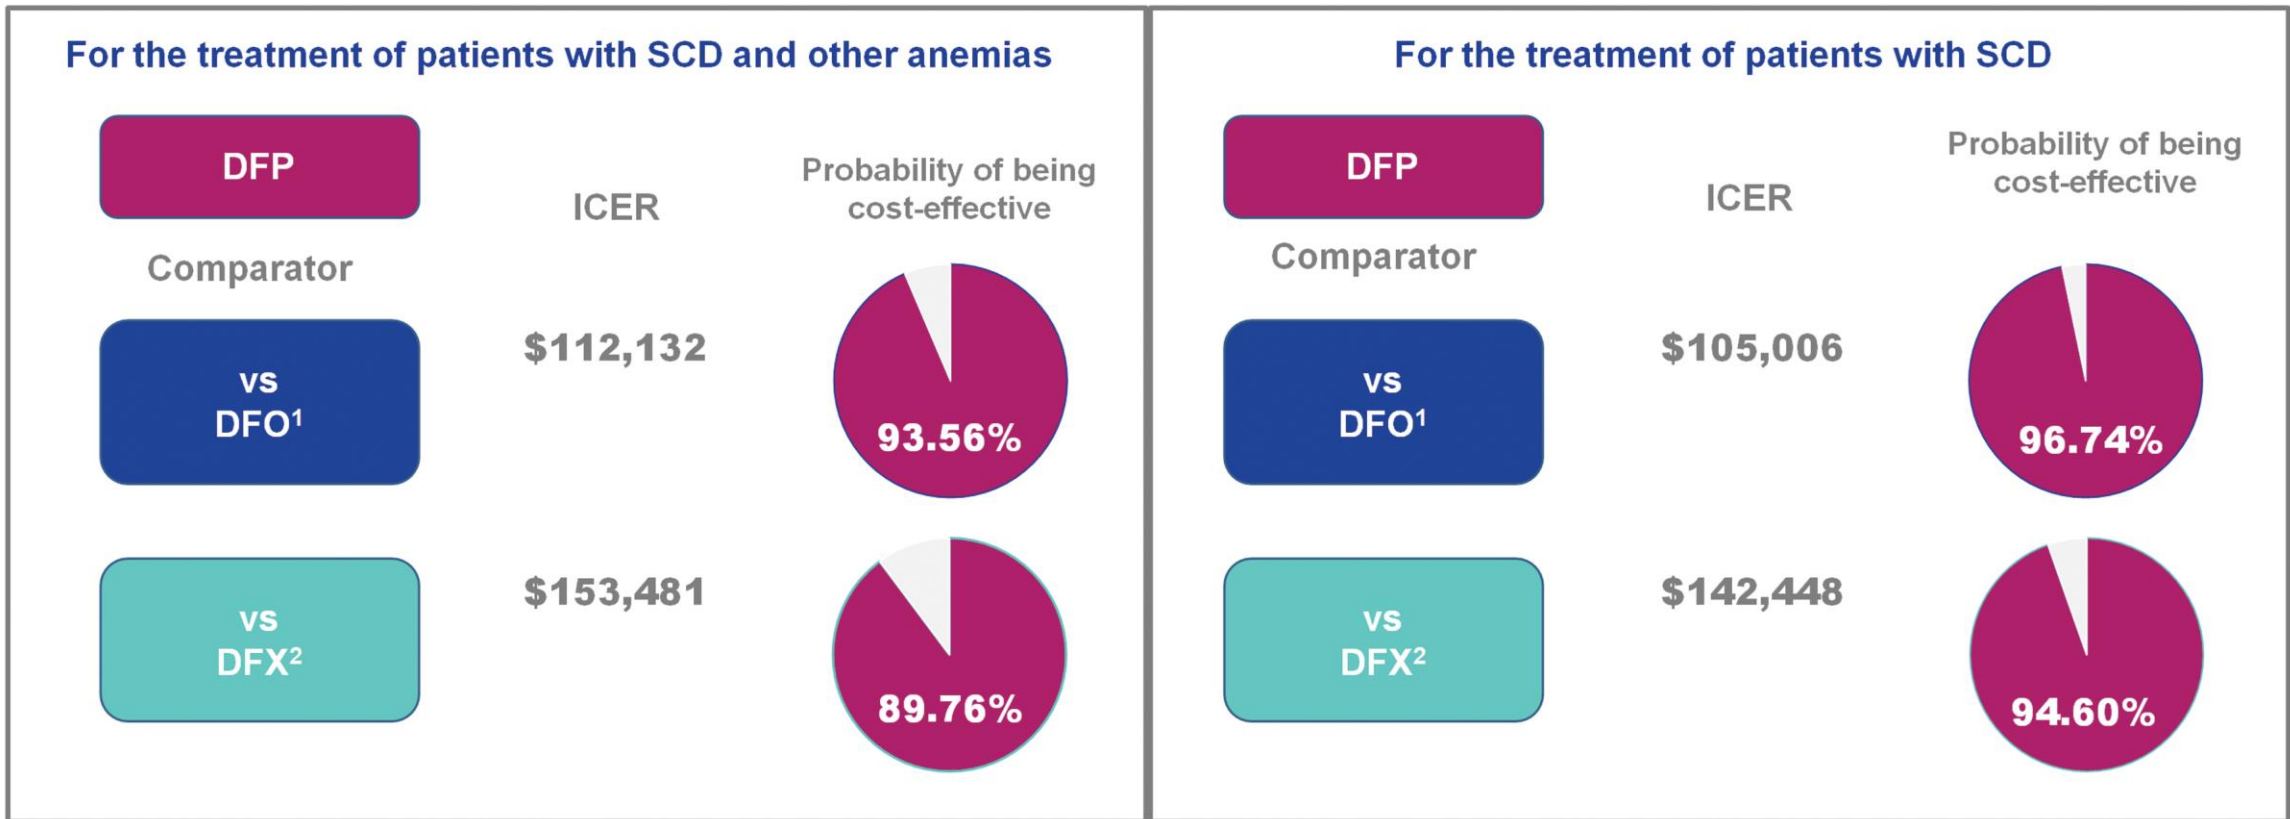 For the treatment of patients with SCD and other anemias
DFP
ICER
Probability of being
cost-effective
Comparator
vs
DFO¹
$112,132
93.56%
vs
DFX²
$153,481
89.76%
For the treatment of patients with SCD
DFP
ICER
Probability of being
cost-effective
Comparator
vs
DFO¹
$105,006
96.74%
vs
DFX²
$142,448
94.60%